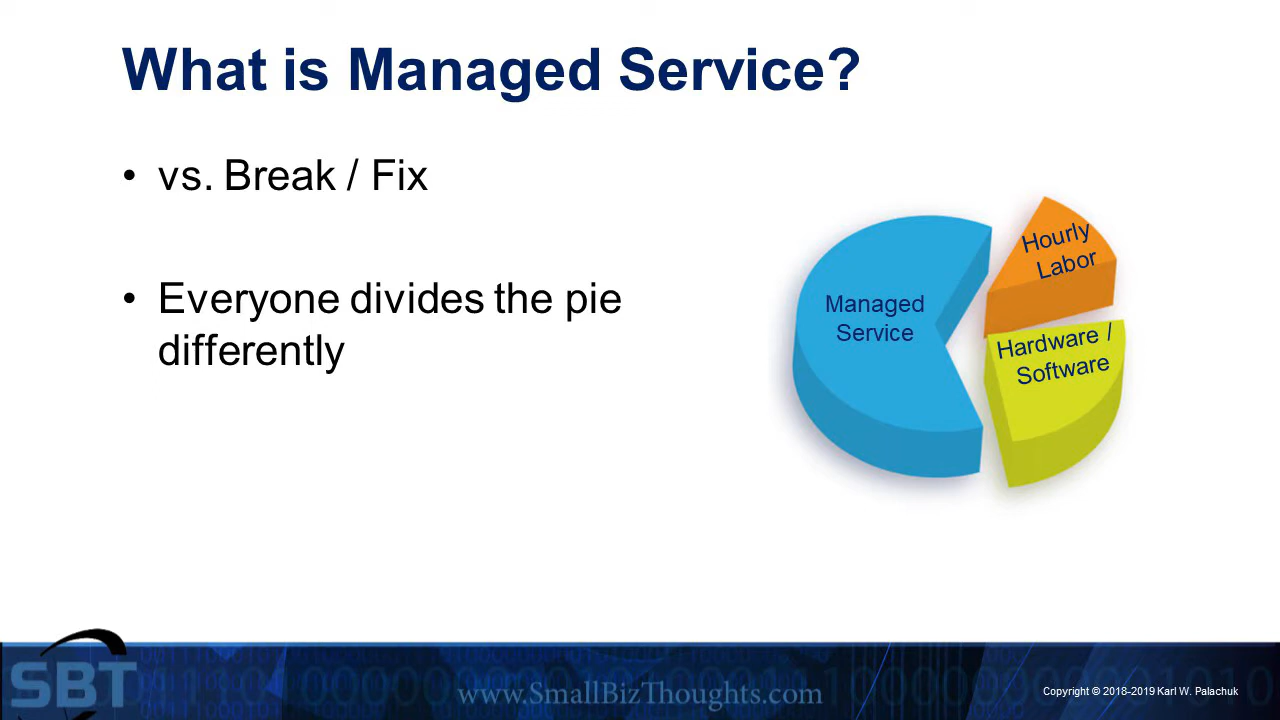 What is Managed Service?
• vs. Break / Fix
• Everyone divides the pie
differently
Hourly
Labor
Managed
Service
Hardware /
Software
SBT
www.SmallBizThoughts.com
Copyright © 2018-2019 Karl W. Palachuk